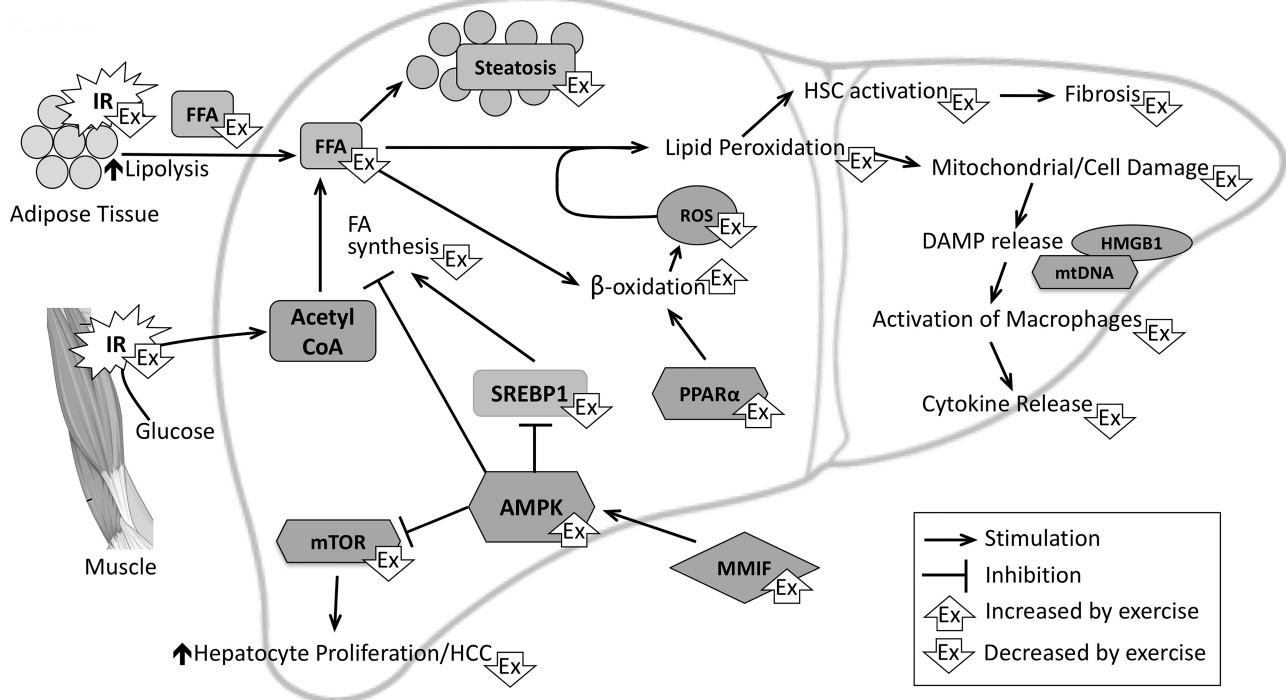 Steatosis
Ex
IR
Ex
FFA
Ex
HSC activation
Ex
Fibrosis
Ex
FFA
Ex
Lipid Peroxidation
Ex
Lipolysis
Mitochondrial/Cell Damage
Ex
Adipose Tissue
FA
synthesis
Ex
ROS
Ex
DAMP release
HMGB1
mtDNA
β-oxidation
Ex
Acetyl
CoA
IR
Ex
Activation of Macrophages
Ex
SREBP1
Ex
PPARα
Ex
Glucose
Cytokine Release
Ex
AMPK
Ex
mTOR
Ex
MMIF
Ex
Muscle
Hepatocyte Proliferation/HCC
Ex
Stimulation
Inhibition
Ex Increased by exercise
Ex Decreased by exercise